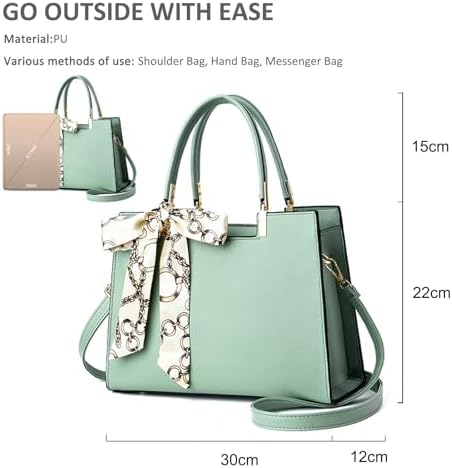 GO OUTSIDE WITH EASE
Material:PU
Various methods of use: Shoulder Bag, Hand Bag, Messenger Bag
15cm
22cm
30cm
12cm